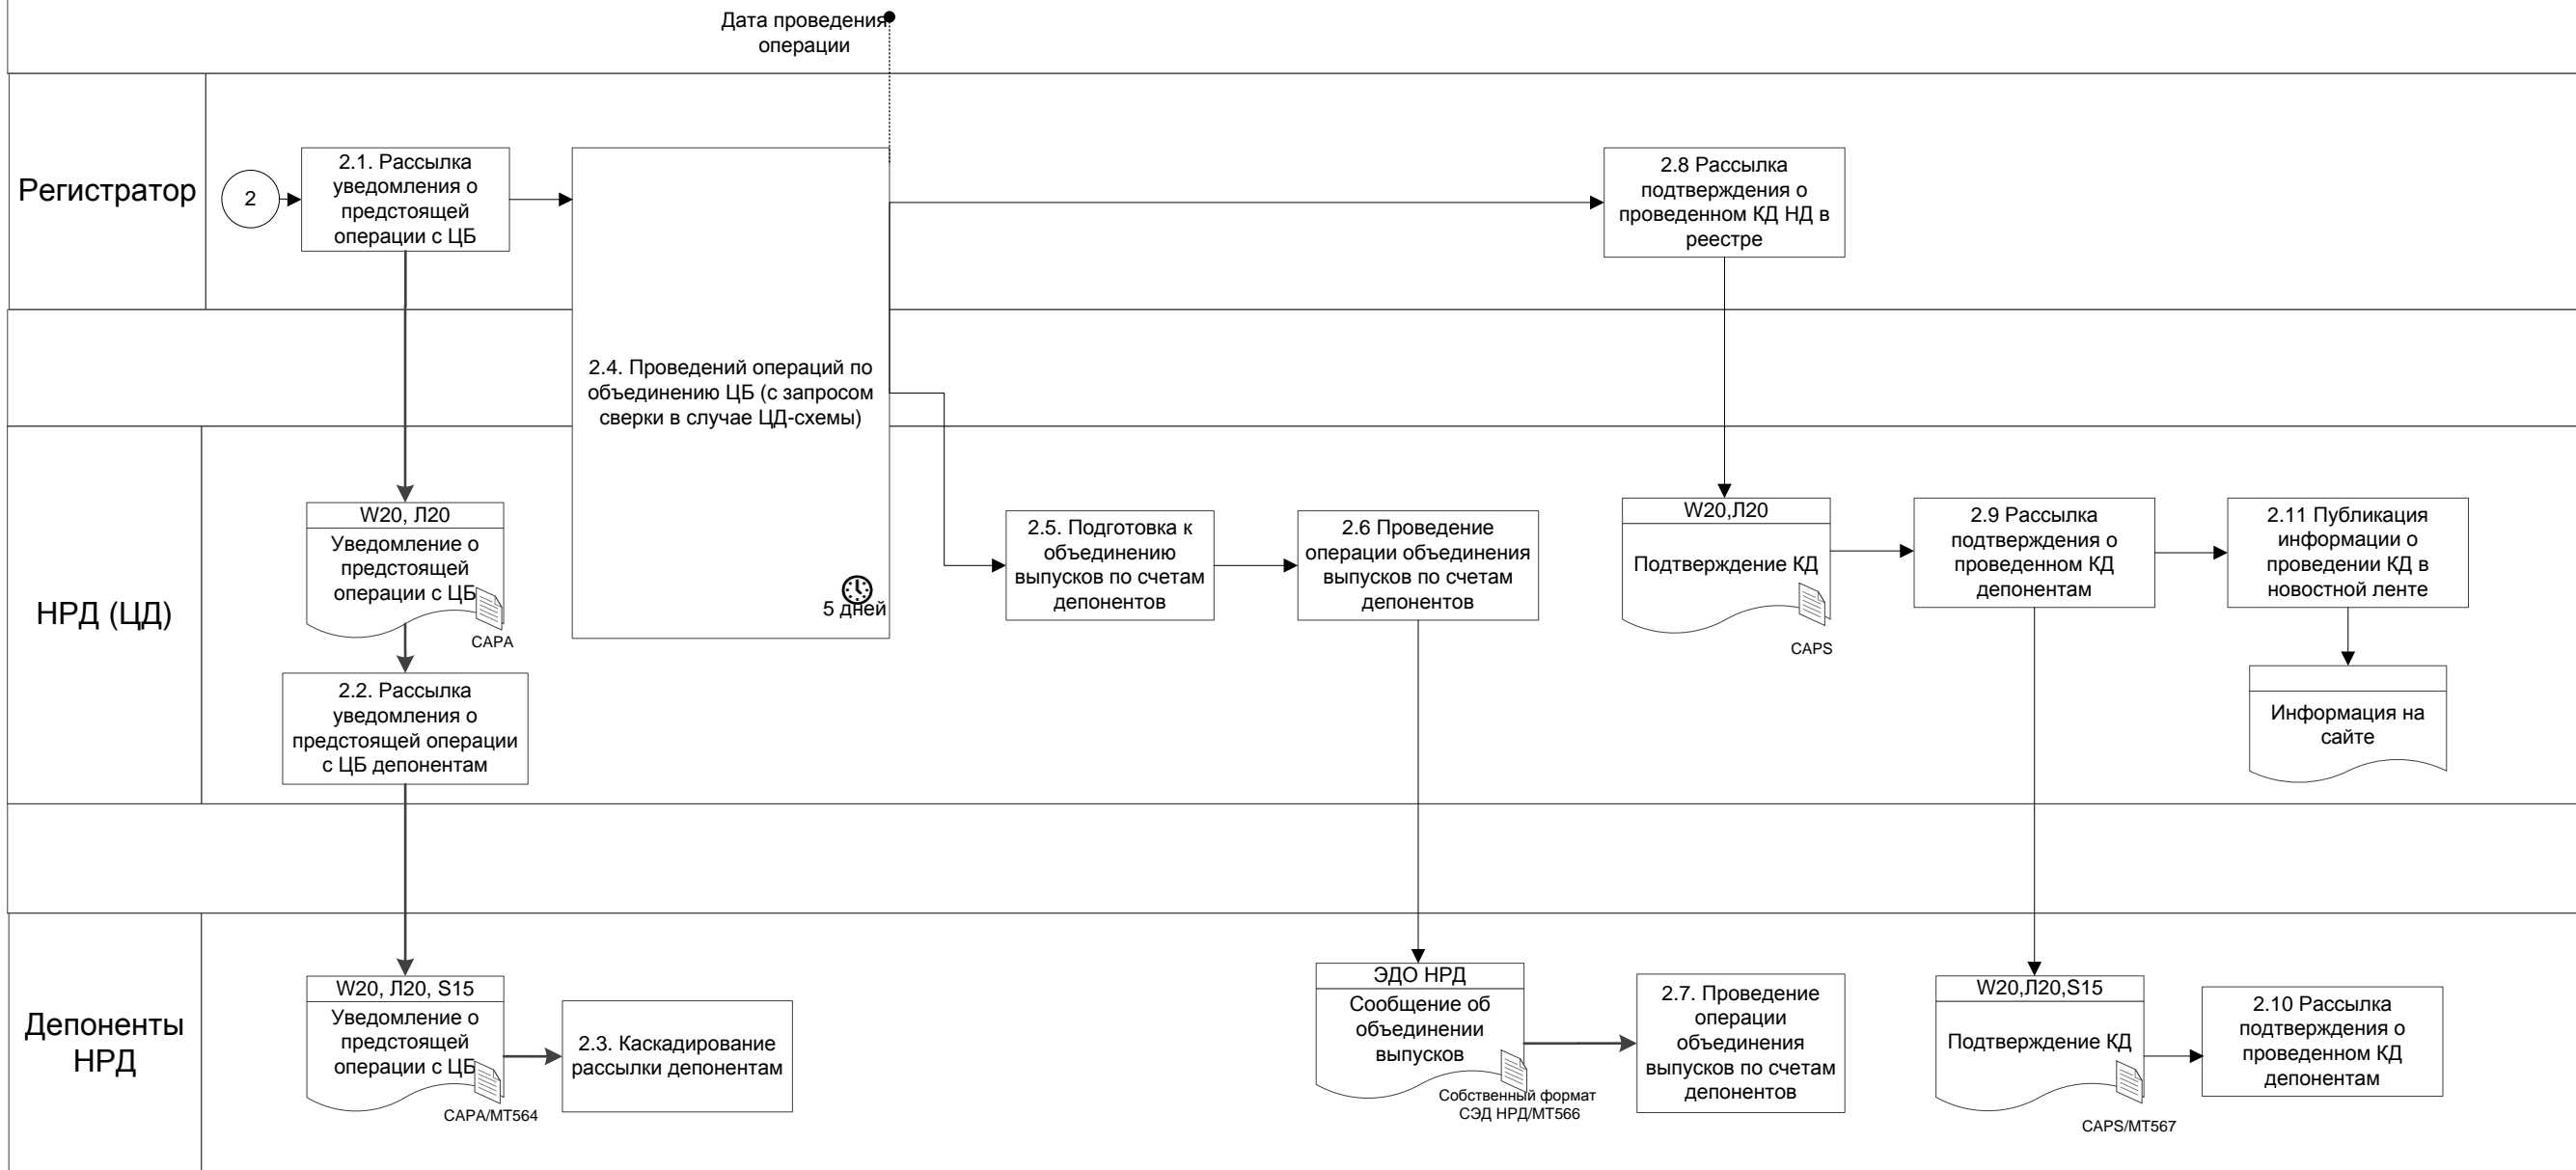 Дата проведения
операции
Регистратор
2
2.1. Рассылка
уведомления о
предстоящей
операции с ЦБ
2.8 Рассылка
подтверждения о
проведенном КД НД в
реестре
2.4. Проведений операций по
объединению ЦБ (с запросом
сверки в случае ЦД-схемы)
5 дней
НРД (ЦД)
W20, Л20
Уведомление о
предстоящей
операции с ЦБ
CAPA
2.2. Рассылка
уведомления о
предстоящей операции
с ЦБ депонентам
2.5. Подготовка к
объединению
выпусков по счетам
депонентов
2.6 Проведение
операции объединения
выпусков по счетам
депонентов
W20,Л20
Подтверждение КД
CAPS
2.9 Рассылка
подтверждения о
проведенном КД
депонентам
2.11 Публикация
информации о
проведении КД в
новостной ленте
Информация на
сайте
Депоненты
НРД
W20, Л20, S15
Уведомление о
предстоящей
операции с ЦБ
CAPA/MT564
2.3. Каскадирование
рассылки депонентам
ЭДО НРД
Сообщение об
объединении
выпусков
Собственный формат
СЭД НРД/MT566
2.7. Проведение
операции
объединения
выпусков по счетам
депонентов
W20,Л20,S15
Подтверждение КД
CAPS/MT567
2.10 Рассылка
подтверждения о
проведенном КД
депонентам